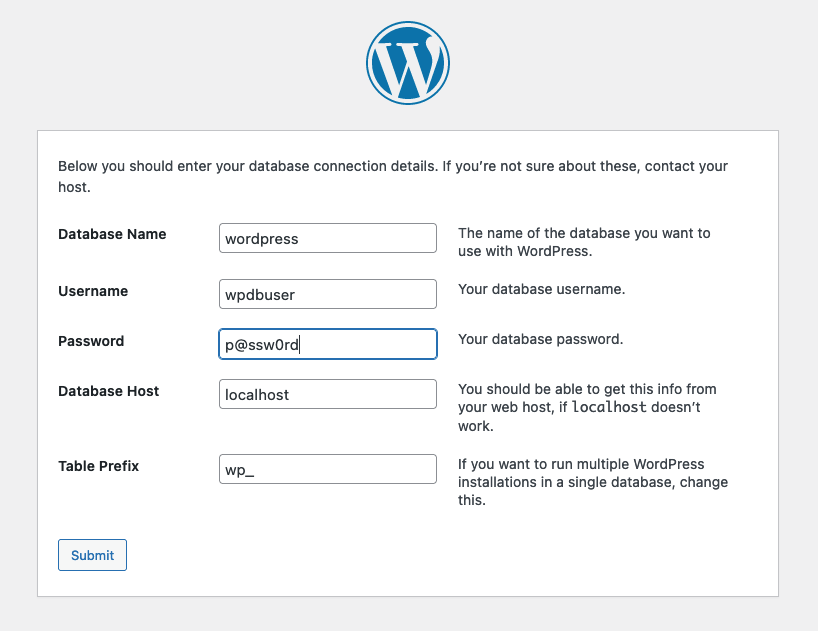 Below you should enter your database connection details. If you’re not sure about these, contact your
host.
Database Name
wordpress
The name of the database you want to
use with WordPress.
Username
wpdbuser
Your database username.
Password
p@ssw0rd
Your database password.
Database Host
localhost
You should be able to get this info from
your web host, if localhost doesn’t
work.
Table Prefix
wp_
If you want to run multiple WordPress
installations in a single database, change
this.
Submit